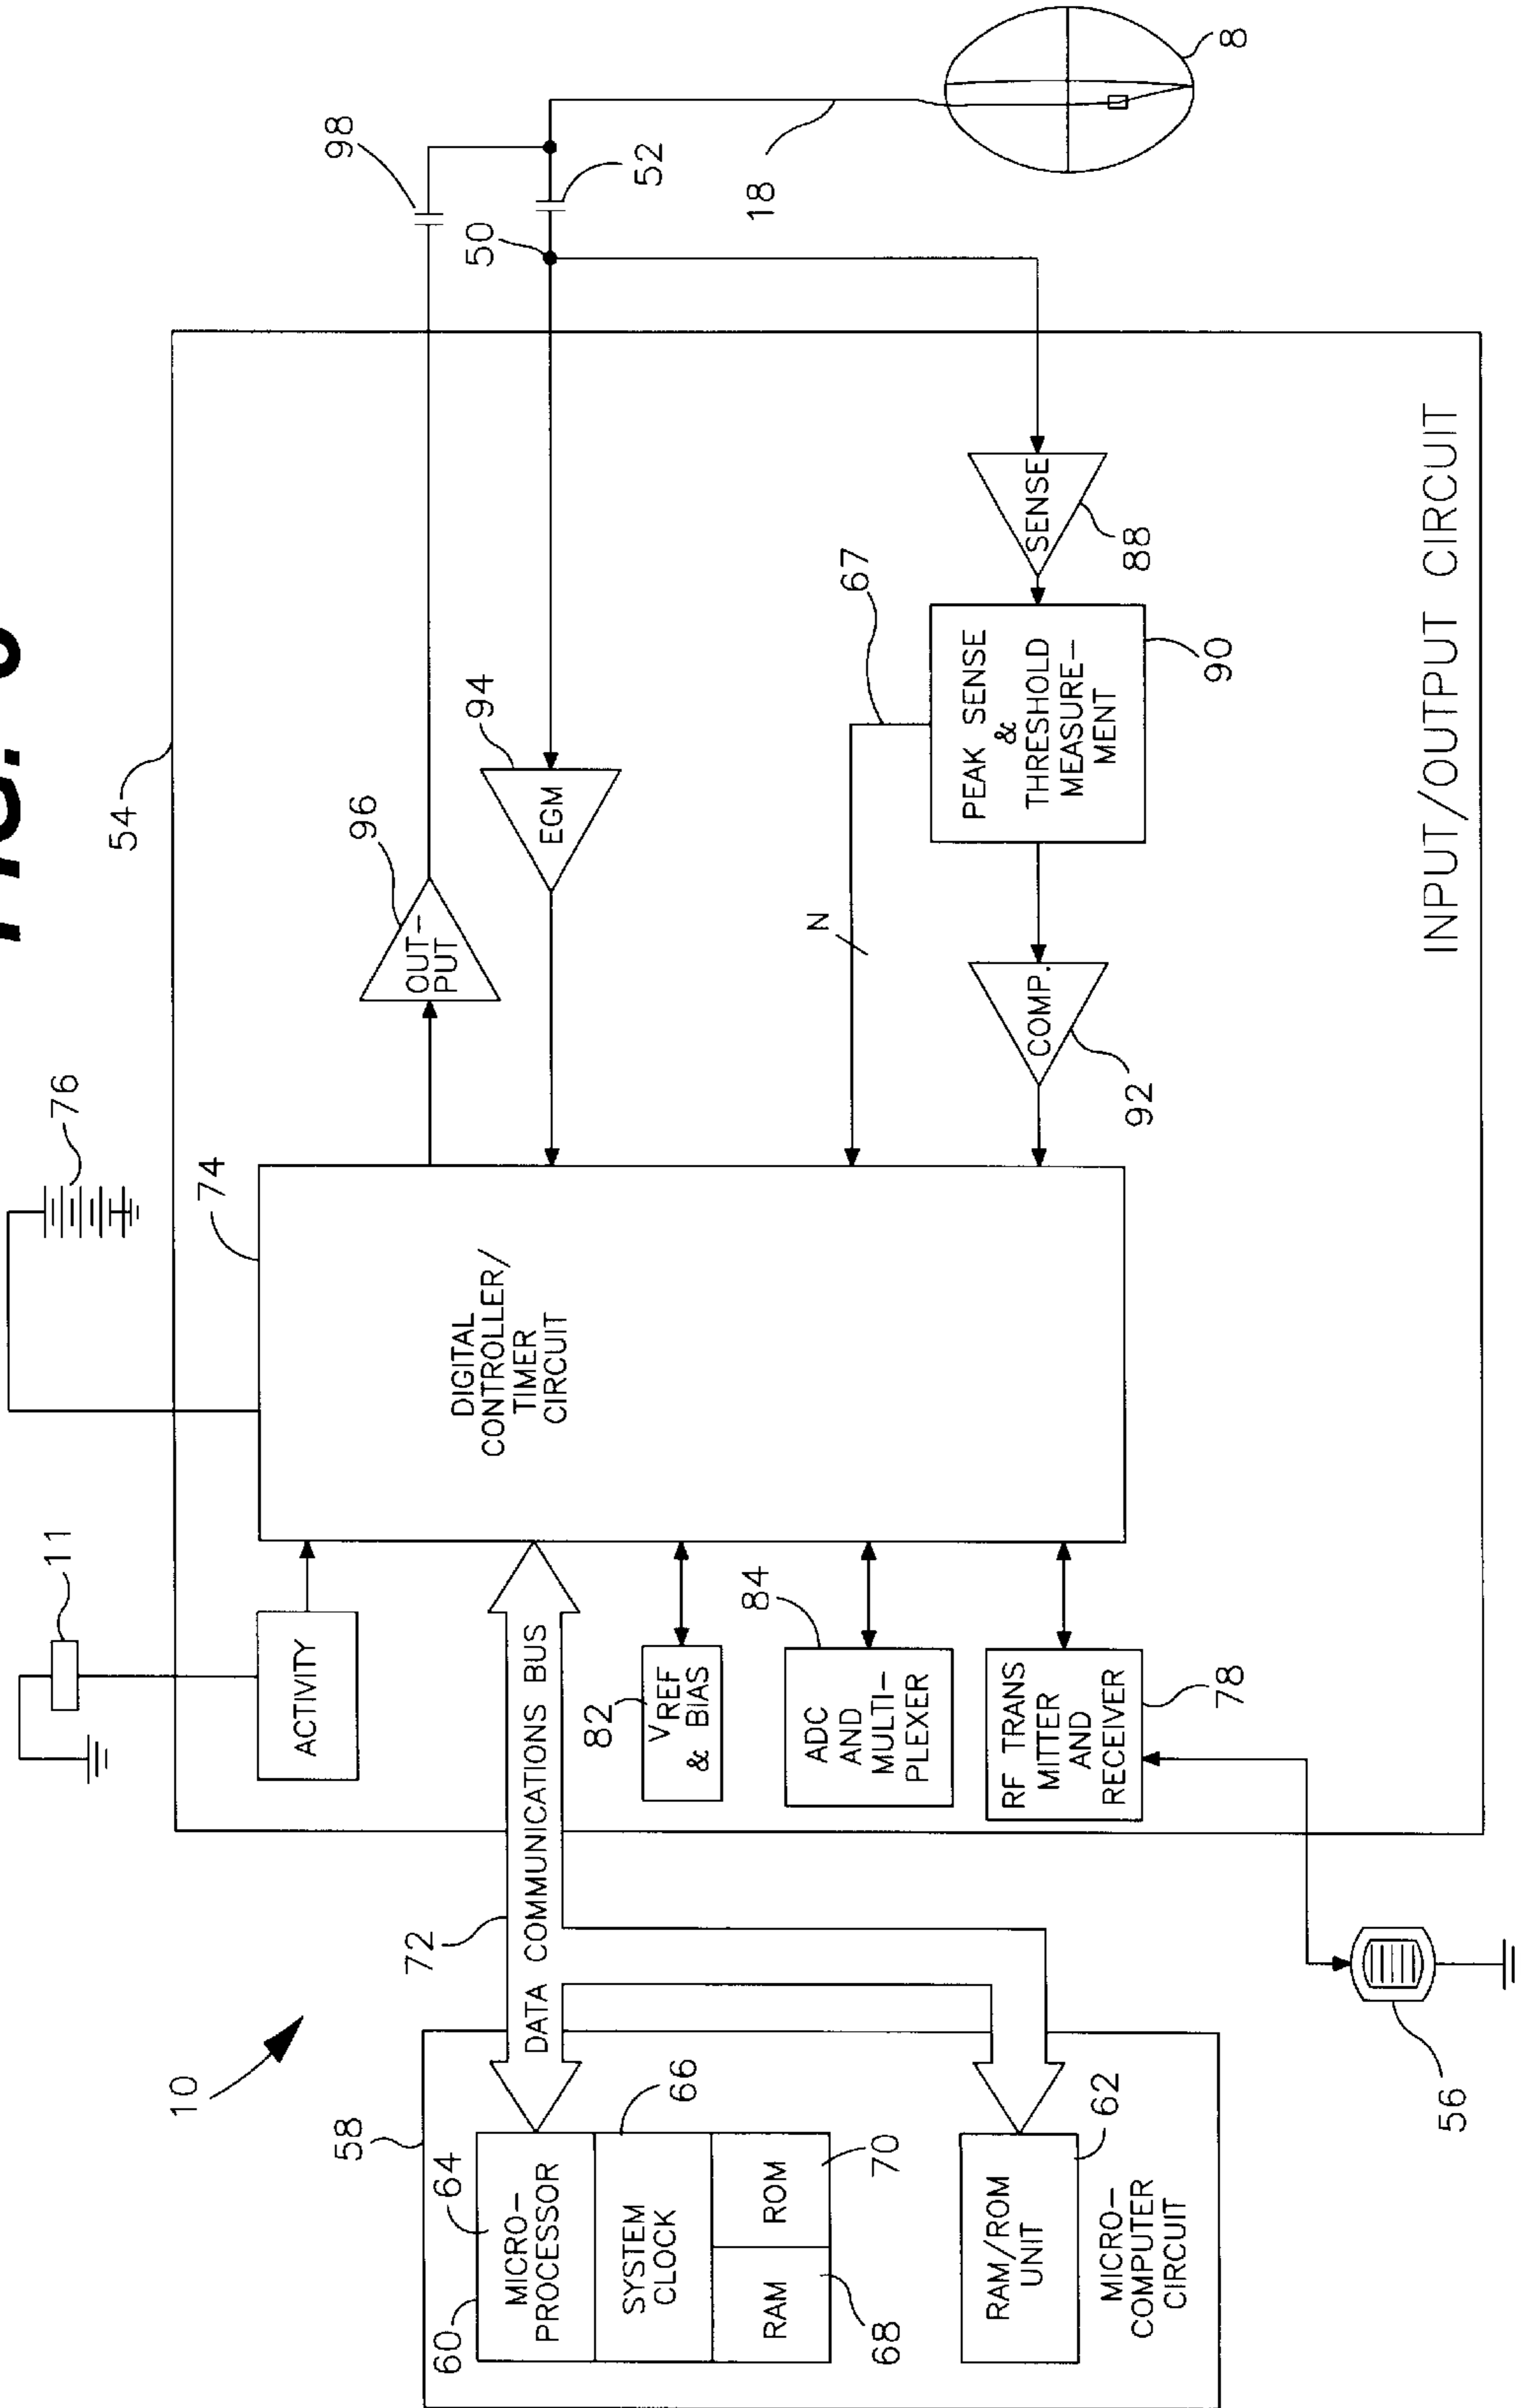 FIG.
10
11
76
54
58
74
98
ACTIVITY
96
OUT-
PUT
60
64
72
94
50
MICRO-
PROCESSOR
DATA COMMUNICATIONS BUS
DIGITAL
CONTROLLER/
TIMER
CIRCUIT
EGM
52
66
SYSTEM
CLOCK
82
VREF
& BIAS
18
RAM
ROM
84
N
67
68
70
ADC
AND
MULTI-
PLEXER
PEAK SENSE
&
THRESHOLD
MEASURE-
MENT
RAM/ROM
UNIT
62
RF TRANS
MITTER
AND
RECEIVER
COMP.
SENSE
MICRO-
COMPUTER
CIRCUIT
78
92
90
88
8
56
INPUT/OUTPUT CIRCUIT